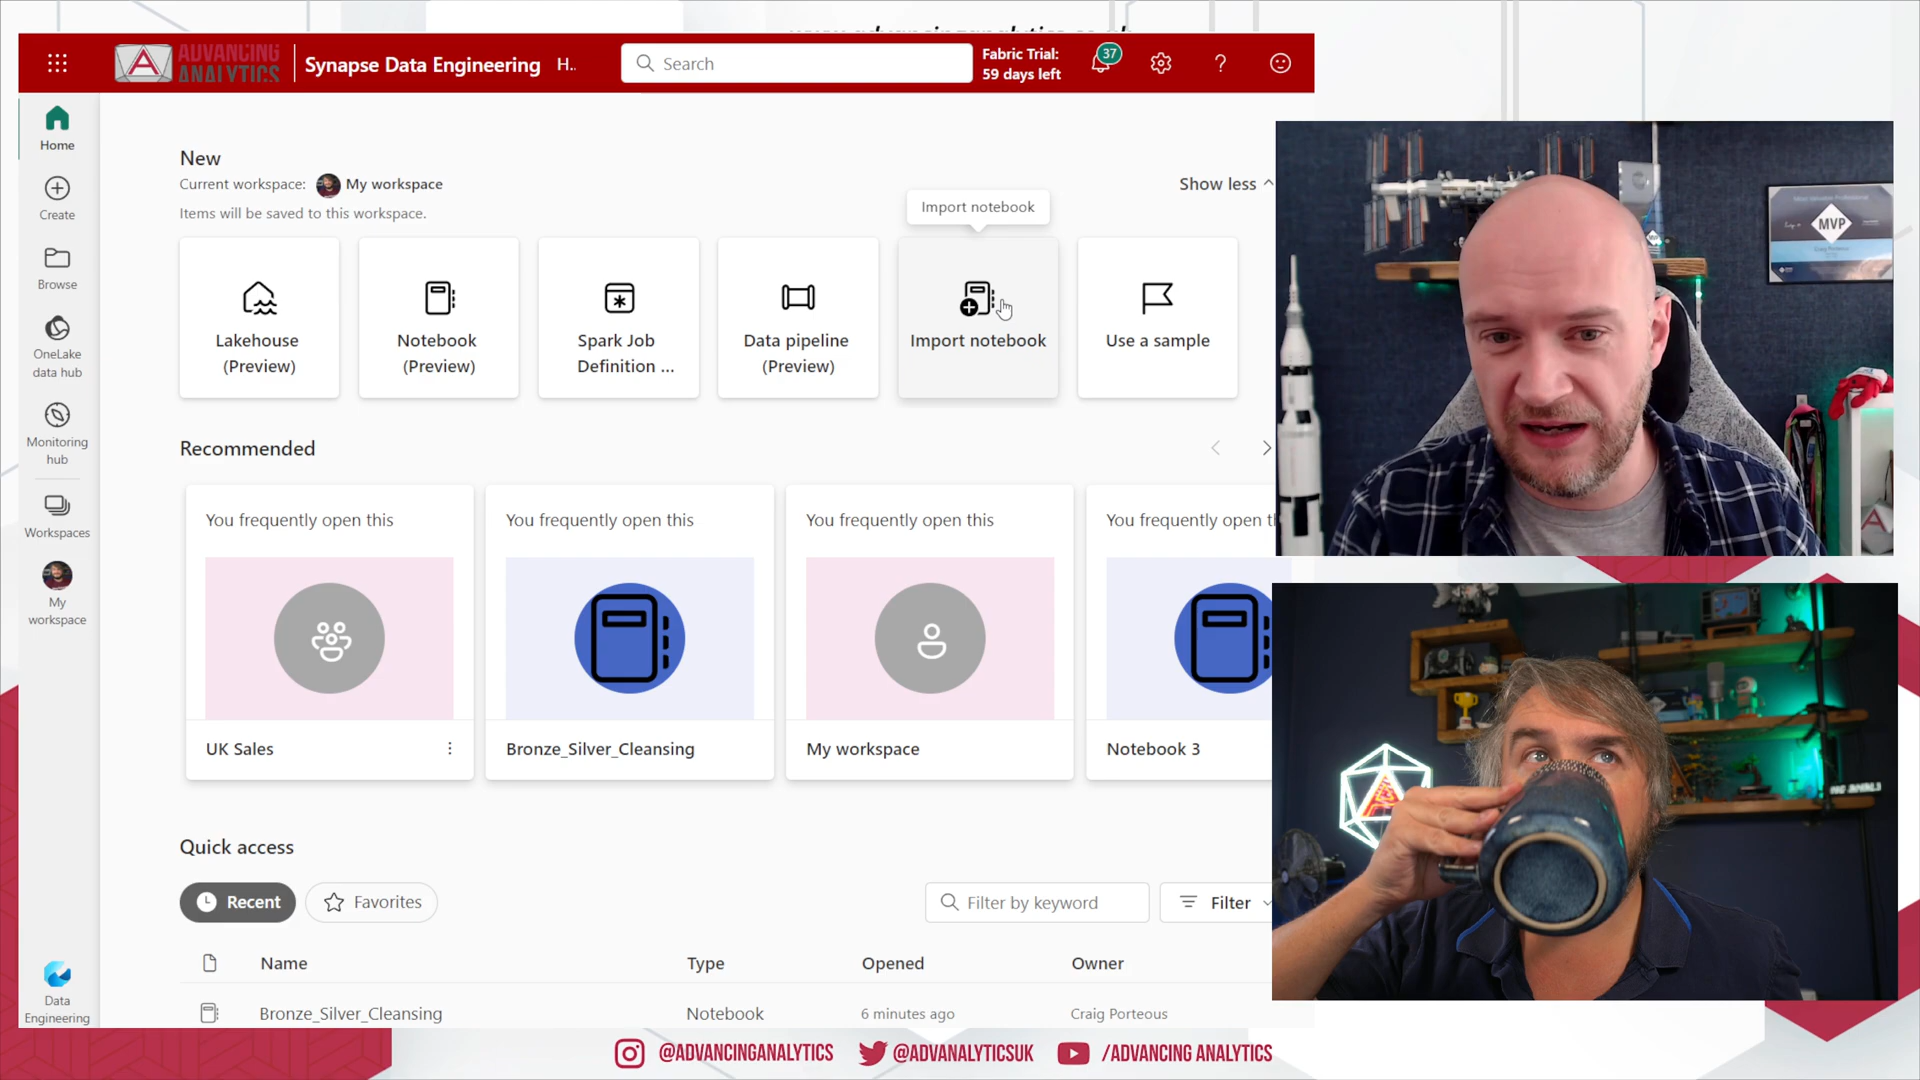 ADVANCING
ANALYTICS
Synapse Data Engineering
H..
Search
Fabric Trial:
59 days left
37
Home
Create
Browse
OneLake
data hub
Monitoring
hub
Workspaces
My
workspace
Data
Engineering
New
Current workspace:
My workspace
Items will be saved to this workspace.
Show less
Import notebook
Lakehouse
(Preview)
Notebook
(Preview)
Spark Job
Definition ...
Data pipeline
(Preview)
Import notebook
Use a sample
Recommended
You frequently open this
You frequently open this
You frequently open this
You frequently open t
UK Sales
Bronze_Silver_Cleansing
My workspace
Notebook 3
Quick access
Recent
Favorites
Filter by keyword
Filter
Name
Type
Opened
Owner
Bronze_Silver_Cleansing
Notebook
6 minutes ago
Craig Porteous
MVP
@ADVANCINGANALYTICS
@ADVANALYTICSUK
/ADVANCING ANALYTICS